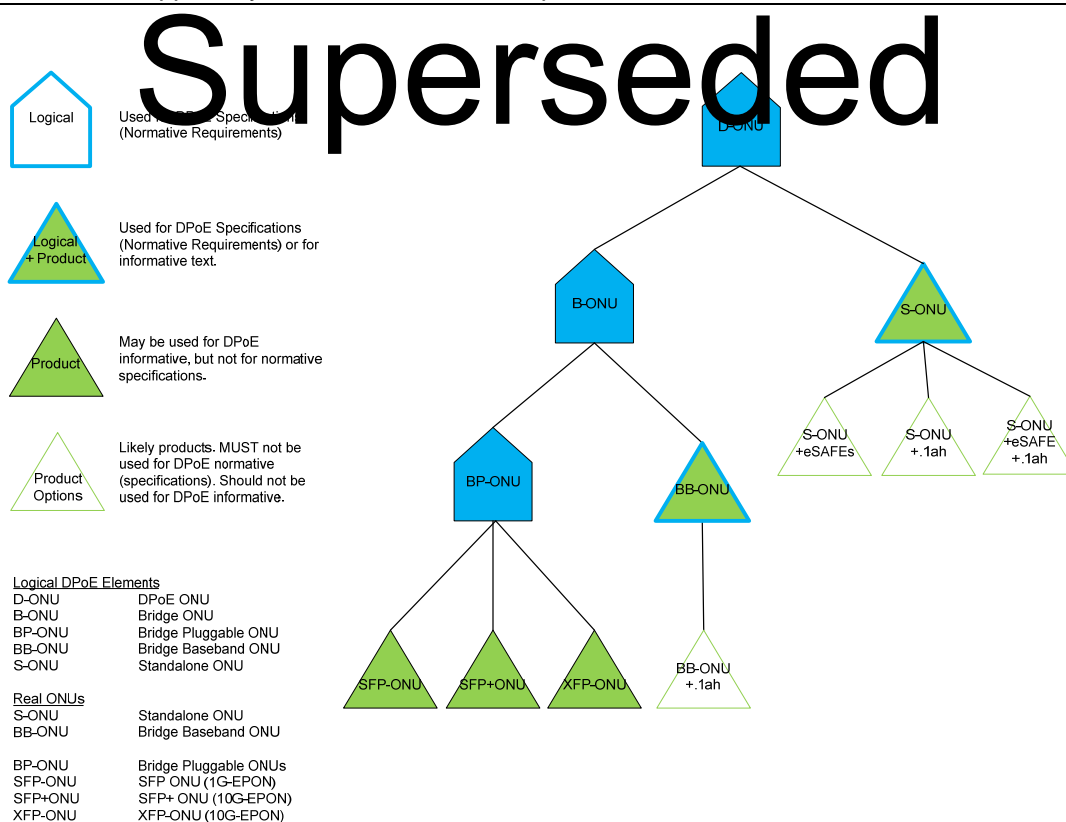 Superseded
Logical
Used for DPoE Specifications
(Normative Requirements)
D-ONU
Logical
+ Product
Used for DPoE Specifications
(Normative Requirements) or for
informative text.
B-ONU
S-ONU
Product
May be used for DPoE
informative, but not for normative
specifications.
S-ONU
+eSAFEs
S-ONU
+.1ah
S-ONU
+eSAFE
+.1ah
Product
Options
Likely products. MUST not be
used for DPoE normative
(specifications). Should not be
used for DPoE informative.
BP-ONU
BB-ONU
SFP-ONU
SFP+ONU
XFP-ONU
BB-ONU
+.1ah
Logical DPoE Elements
D-ONU DPoE ONU
B-ONU Bridge ONU
BP-ONU Bridge Pluggable ONU
BB-ONU Bridge Baseband ONU
S-ONU Standalone ONU
Real ONUs
S-ONU Standalone ONU
BB-ONU Bridge Baseband ONU
BP-ONU Bridge Pluggable ONUs
SFP-ONU SFP ONU (1G-EPON)
SFP+ONU SFP+ ONU (10G-EPON)
XFP-ONU XFP-ONU (10G-EPON)